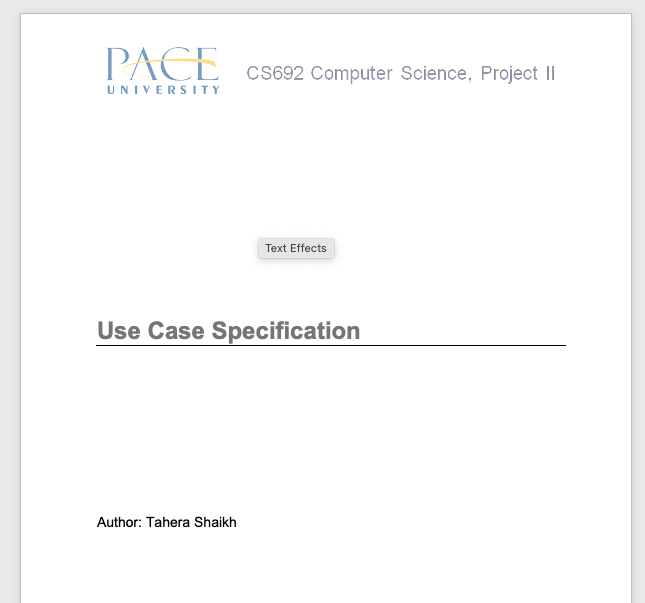 PACE
UNIVERSITY
CS692 Computer Science, Project II
Text Effects
Use Case Specification
Author: Tahera Shaikh